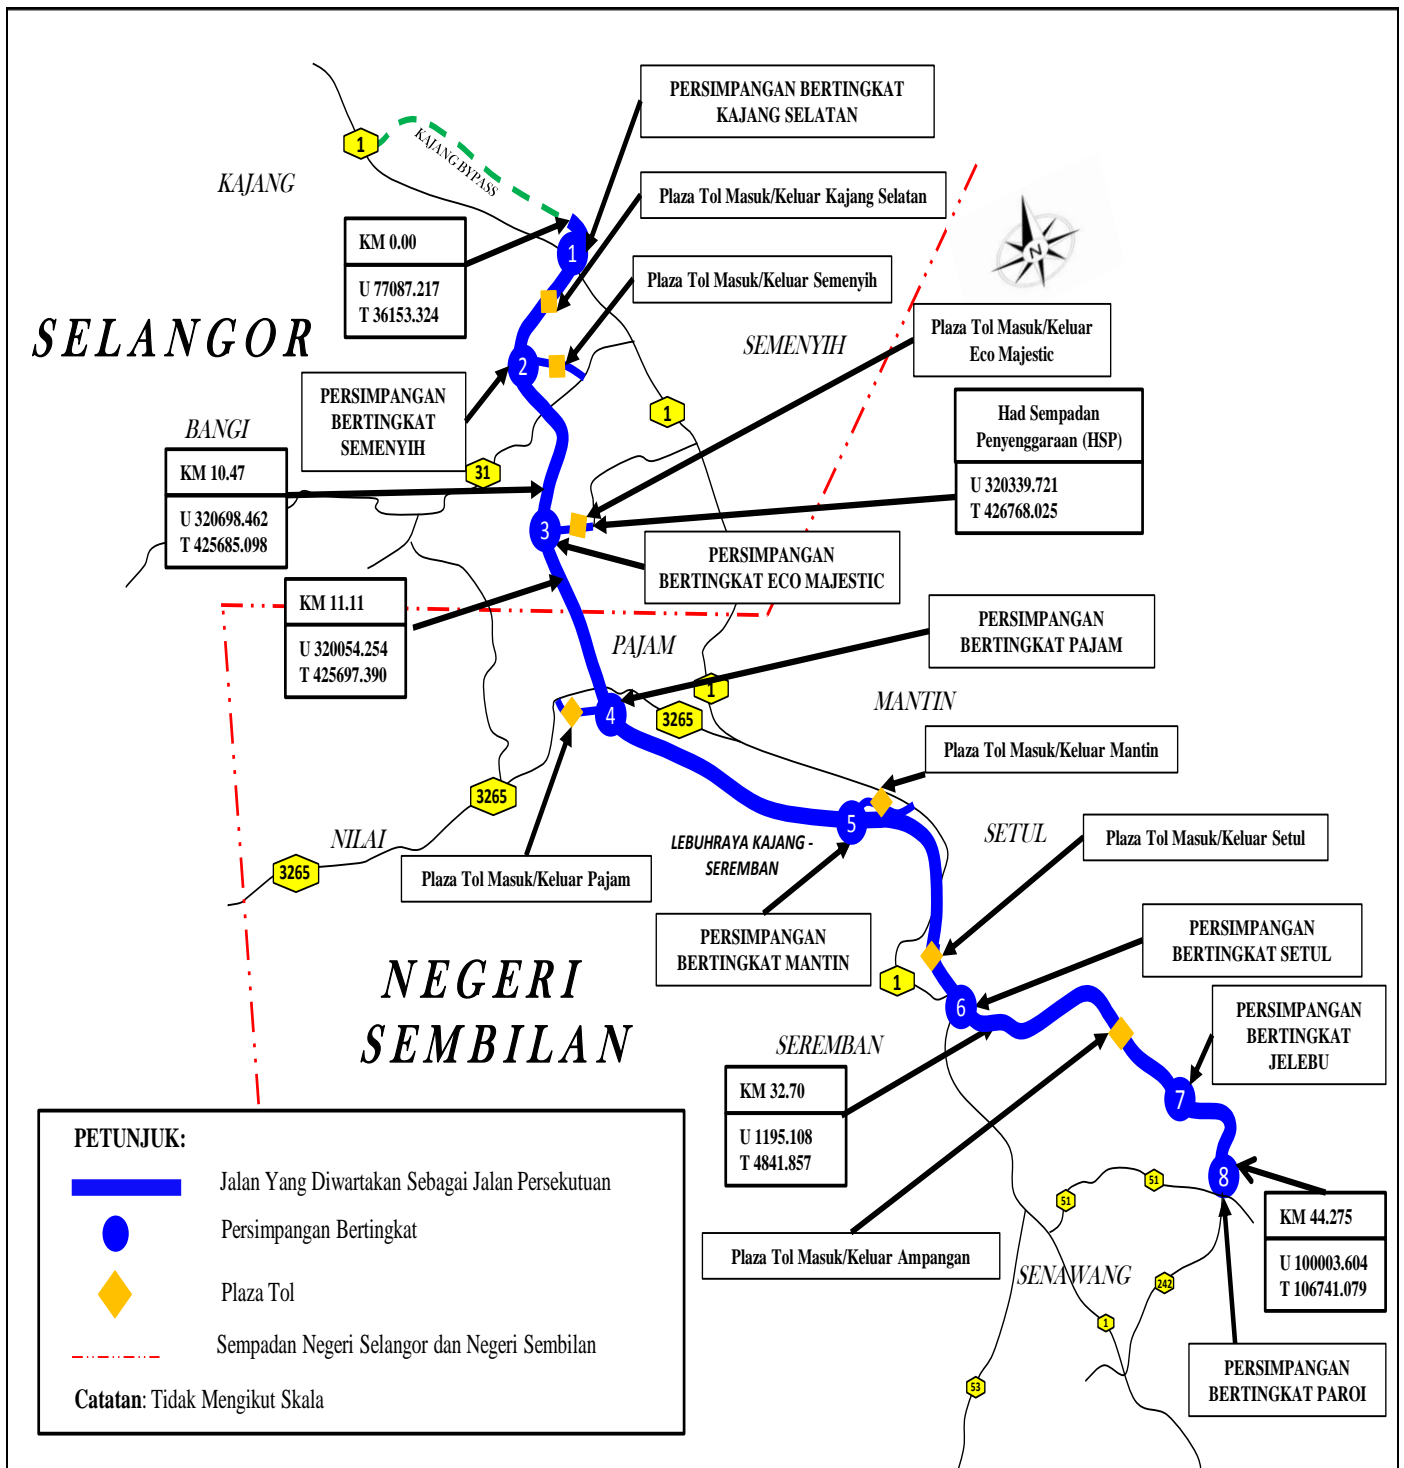 PERSIMPANGAN BERTINGKAT
KAJANG SELATAN
1
KAJANG BYPASS
KAJANG
Plaza Tol Masuk/Keluar Kajang Selatan
KM 0.00
U 77087.217
T 36153.324
1
Plaza Tol Masuk/Keluar Semenyih
N
SELANGOR
SEMENYIH
Plaza Tol Masuk/Keluar
Eco Majestic
2
PERSIMPANGAN
BERTINGKAT
SEMENYIH
1
Had Sempadan
Penyenggaraan (HSP)
U 320339.721
T 426768.025
BANGI
KM 10.47
U 320698.462
T 425685.098
31
3
PERSIMPANGAN
BERTINGKAT ECO MAJESTIC
KM 11.11
U 320054.254
T 425697.390
PAJAM
PERSIMPANGAN
BERTINGKAT PAJAM
1
MANTIN
4
3265
Plaza Tol Masuk/Keluar Mantin
3265
NILAI
5
LEBUHRAYA KAJANG -
SEREMBAN
SETUL
Plaza Tol Masuk/Keluar Setul
3265
Plaza Tol Masuk/Keluar Pajam
PERSIMPANGAN
BERTINGKAT MANTIN
PERSIMPANGAN
BERTINGKAT SETUL
NEGERI
SEMBILAN
1
6
SEREMBAN
PERSIMPANGAN
BERTINGKAT
JELEBU
KM 32.70
U 1195.108
T 4841.857
7
8
51
51
KM 44.275
U 100003.604
T 106741.079
Plaza Tol Masuk/Keluar Ampangan
SENAWANG
242
1
53
PERSIMPANGAN
BERTINGKAT PAROI
PETUNJUK:
Jalan Yang Diwartakan Sebagai Jalan Persekutuan
Persimpangan Bertingkat
Plaza Tol
Sempadan Negeri Selangor dan Negeri Sembilan
Catatan: Tidak Mengikut Skala